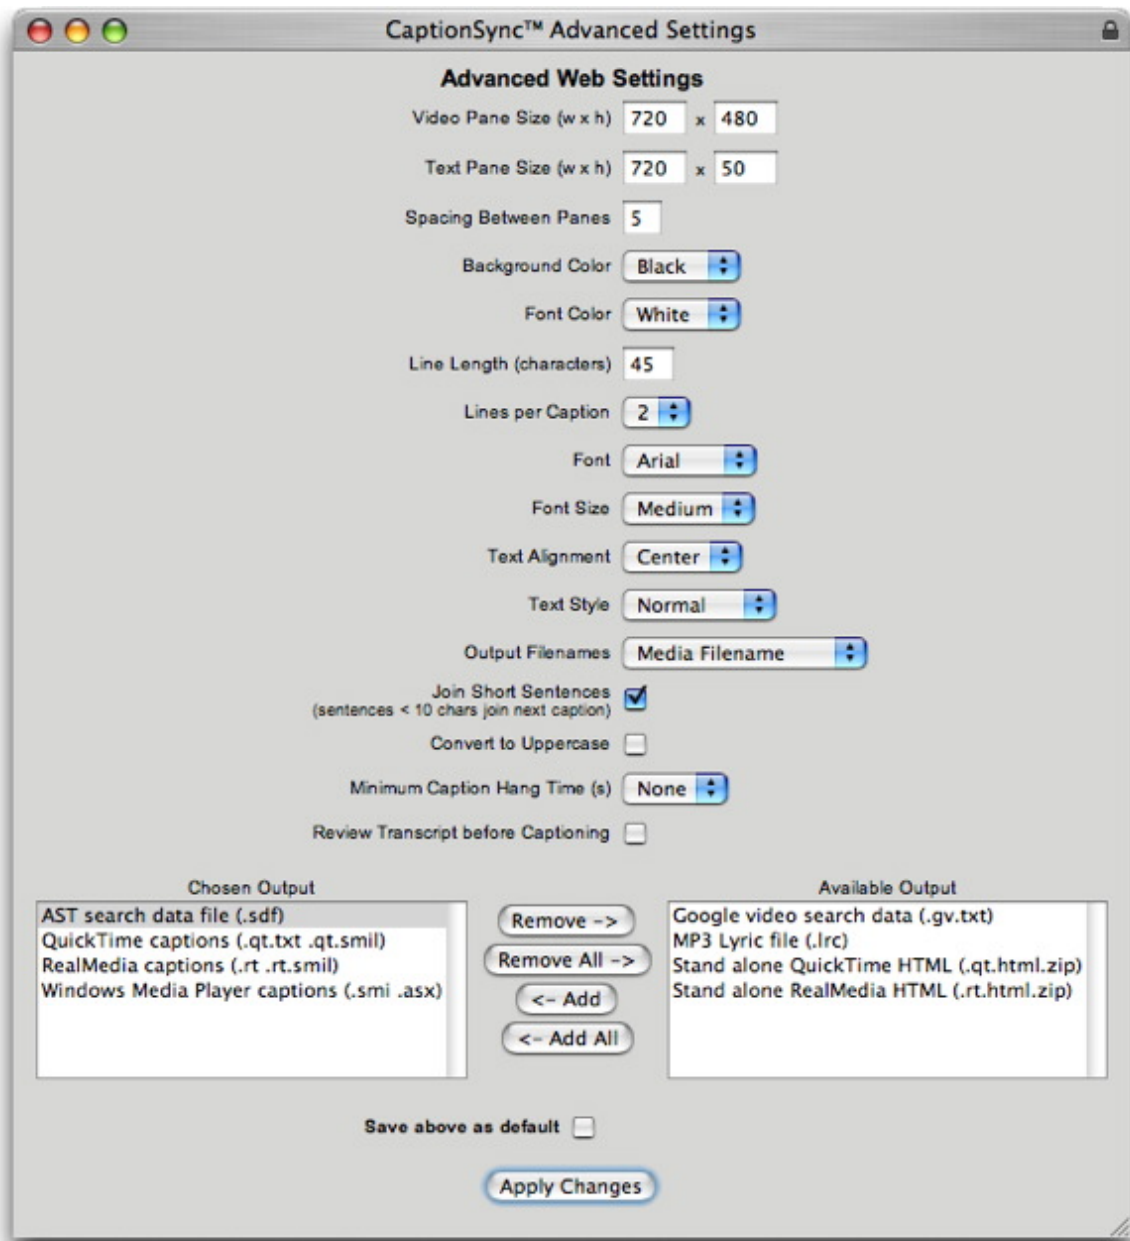 CaptionSync™ Advanced Settings
Advanced Web Settings
Video Pane Size (w x h) 720 x 480
Text Pane Size (w x h) 720 x 50
Spacing Between Panes 5
Background Color Black
Font Color White
Line Length (characters) 45
Lines per Caption 2
Font Arial
Font Size Medium
Text Alignment Center
Text Style Normal
Output Filenames Media Filename
Join Short Sentences
(sentences < 10 chars join next caption)
Convert to Uppercase
Minimum Caption Hang Time (s) None
Review Transcript before Captioning
Chosen Output
AST search data file (.sdf)
QuickTime captions (.qt.txt .qt.smil)
RealMedia captions (.rt .rt.smil)
Windows Media Player captions (.smi .asx)
Remove ->
Remove All ->
<- Add
<- Add All
Available Output
Google video search data (.gv.txt)
MP3 Lyric file (.lrc)
Stand alone QuickTime HTML (.qt.html.zip)
Stand alone RealMedia HTML (.rt.html.zip)
Save above as default
Apply Changes